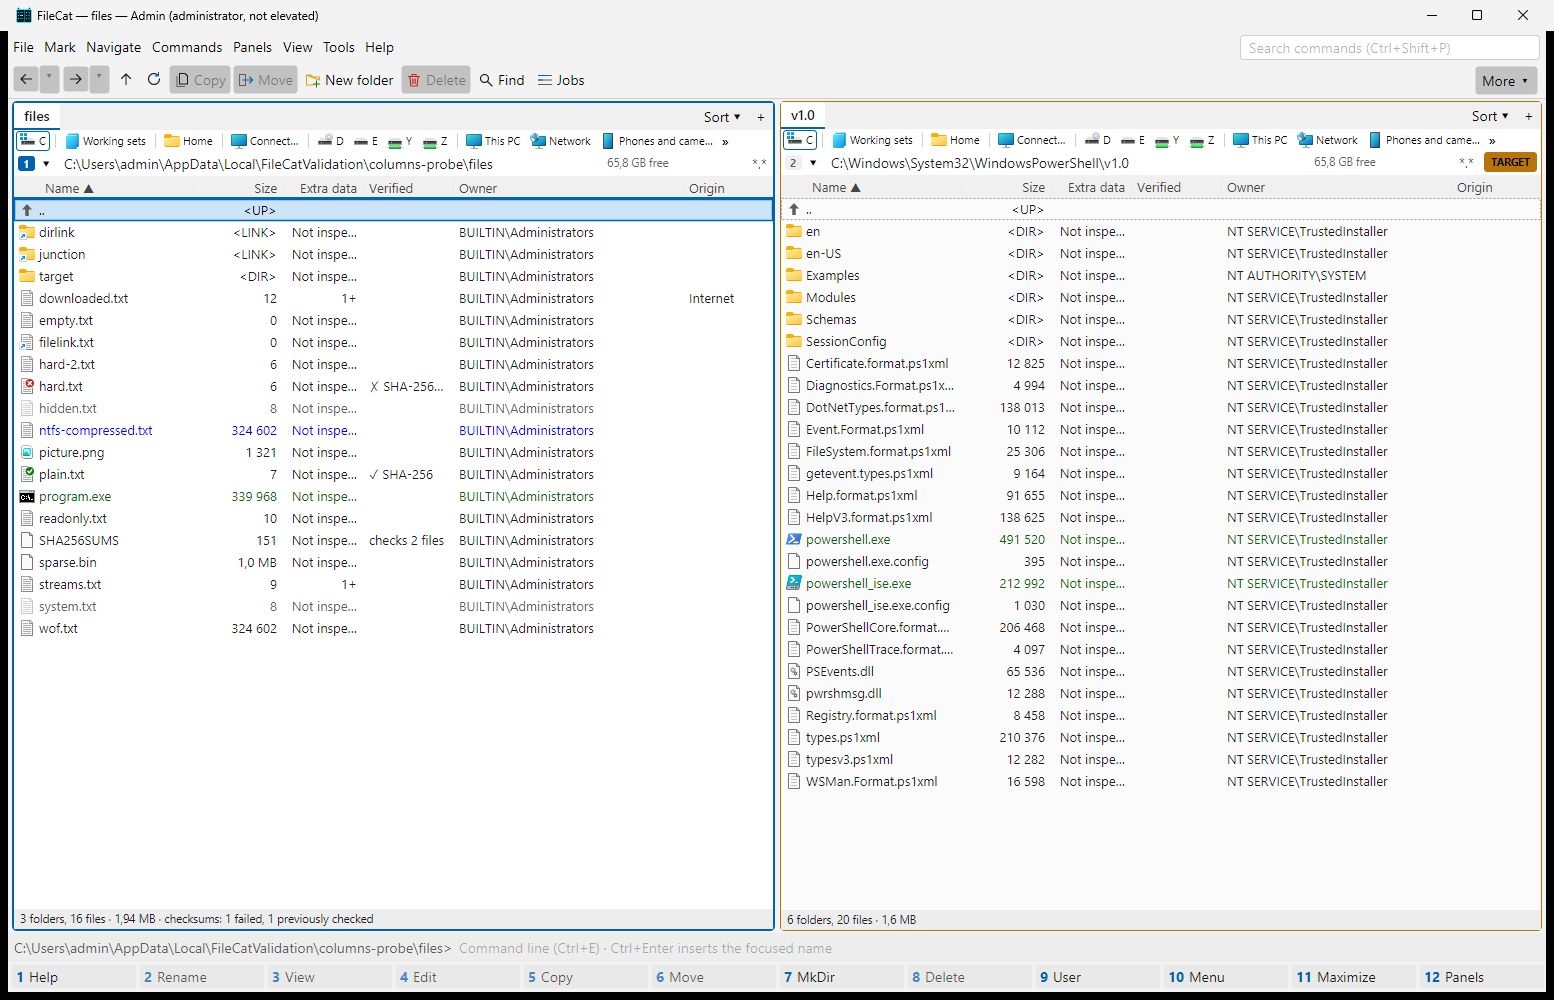 FileCat — files — Admin (administrator, not elevated)
File Mark Navigate Commands Panels View Tools Help
Search commands (Ctrl+Shift+P)
Copy Move New folder Delete Find Jobs More
files Sort +
C Working sets Home Connect... D E Y Z This PC Network Phones and came... »
1 C:\Users\admin\AppData\Local\FileCatValidation\columns-probe\files 65,8 GB free *.*
Name Size Extra data Verified Owner Origin
.. <UP>
dirlink <LINK> Not inspe... BUILTIN\Administrators
junction <LINK> Not inspe... BUILTIN\Administrators
target <DIR> Not inspe... BUILTIN\Administrators
downloaded.txt 12 1+ BUILTIN\Administrators Internet
empty.txt 0 Not inspe... BUILTIN\Administrators
filelink.txt 0 Not inspe... BUILTIN\Administrators
hard-2.txt 6 Not inspe... BUILTIN\Administrators
hard.txt 6 Not inspe... ✗ SHA-256... BUILTIN\Administrators
hidden.txt 8 Not inspe... BUILTIN\Administrators
ntfs-compressed.txt 324 602 Not inspe... BUILTIN\Administrators
picture.png 1 321 Not inspe... BUILTIN\Administrators
plain.txt 7 Not inspe... ✓ SHA-256 BUILTIN\Administrators
program.exe 339 968 Not inspe... BUILTIN\Administrators
readonly.txt 10 Not inspe... BUILTIN\Administrators
SHA256SUMS 151 Not inspe... checks 2 files BUILTIN\Administrators
sparse.bin 1,0 MB Not inspe... BUILTIN\Administrators
streams.txt 9 1+ BUILTIN\Administrators
system.txt 8 Not inspe... BUILTIN\Administrators
wof.txt 324 602 Not inspe... BUILTIN\Administrators
3 folders, 16 files · 1,94 MB · checksums: 1 failed, 1 previously checked
v1.0 Sort +
C Working sets Home Connect... D E Y Z This PC Network Phones and came... »
2 C:\Windows\System32\WindowsPowerShell\v1.0 65,8 GB free *.* TARGET
Name Size Extra data Verified Owner Origin
.. <UP>
en <DIR> Not inspe... NT SERVICE\TrustedInstaller
en-US <DIR> Not inspe... NT SERVICE\TrustedInstaller
Examples <DIR> Not inspe... NT AUTHORITY\SYSTEM
Modules <DIR> Not inspe... NT SERVICE\TrustedInstaller
Schemas <DIR> Not inspe... NT SERVICE\TrustedInstaller
SessionConfig <DIR> Not inspe... NT SERVICE\TrustedInstaller
Certificate.format.ps1xml 12 825 Not inspe... NT SERVICE\TrustedInstaller
Diagnostics.Format.ps1x... 4 994 Not inspe... NT SERVICE\TrustedInstaller
DotNetTypes.format.ps1... 138 013 Not inspe... NT SERVICE\TrustedInstaller
Event.Format.ps1xml 10 112 Not inspe... NT SERVICE\TrustedInstaller
FileSystem.format.ps1xml 25 306 Not inspe... NT SERVICE\TrustedInstaller
getevent.types.ps1xml 9 164 Not inspe... NT SERVICE\TrustedInstaller
Help.format.ps1xml 91 655 Not inspe... NT SERVICE\TrustedInstaller
HelpV3.format.ps1xml 138 625 Not inspe... NT SERVICE\TrustedInstaller
powershell.exe 491 520 Not inspe... NT SERVICE\TrustedInstaller
powershell.exe.config 395 Not inspe... NT SERVICE\TrustedInstaller
powershell_ise.exe 212 992 Not inspe... NT SERVICE\TrustedInstaller
powershell_ise.exe.config 1 030 Not inspe... NT SERVICE\TrustedInstaller
PowerShellCore.format.... 206 468 Not inspe... NT SERVICE\TrustedInstaller
PowerShellTrace.format.... 4 097 Not inspe... NT SERVICE\TrustedInstaller
PSEvents.dll 65 536 Not inspe... NT SERVICE\TrustedInstaller
pwrshmsg.dll 12 288 Not inspe... NT SERVICE\TrustedInstaller
Registry.format.ps1xml 8 458 Not inspe... NT SERVICE\TrustedInstaller
types.ps1xml 210 376 Not inspe... NT SERVICE\TrustedInstaller
typesv3.ps1xml 12 282 Not inspe... NT SERVICE\TrustedInstaller
WSMan.Format.ps1xml 16 598 Not inspe... NT SERVICE\TrustedInstaller
6 folders, 20 files · 1,6 MB
C:\Users\admin\AppData\Local\FileCatValidation\columns-probe\files> Command line (Ctrl+E) · Ctrl+Enter inserts the focused name
1 Help 2 Rename 3 View 4 Edit 5 Copy 6 Move 7 MkDir 8 Delete 9 User 10 Menu 11 Maximize 12 Panels